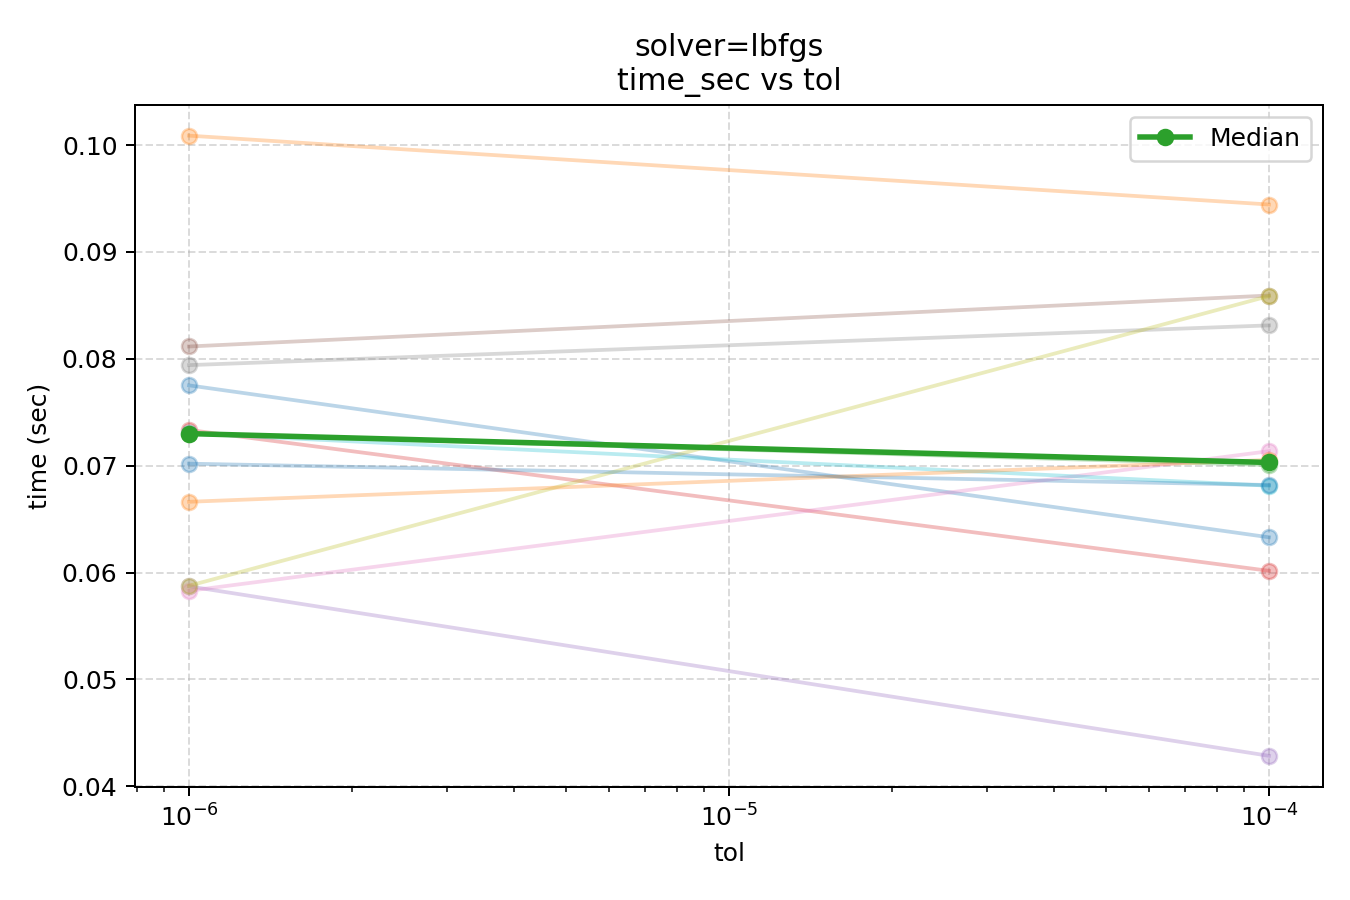 solver=lbfgs
time_sec vs tol
Median
time (sec)
0.10
0.09
0.08
0.07
0.06
0.05
0.04
10⁻⁶
10⁻⁵
10⁻⁴
tol